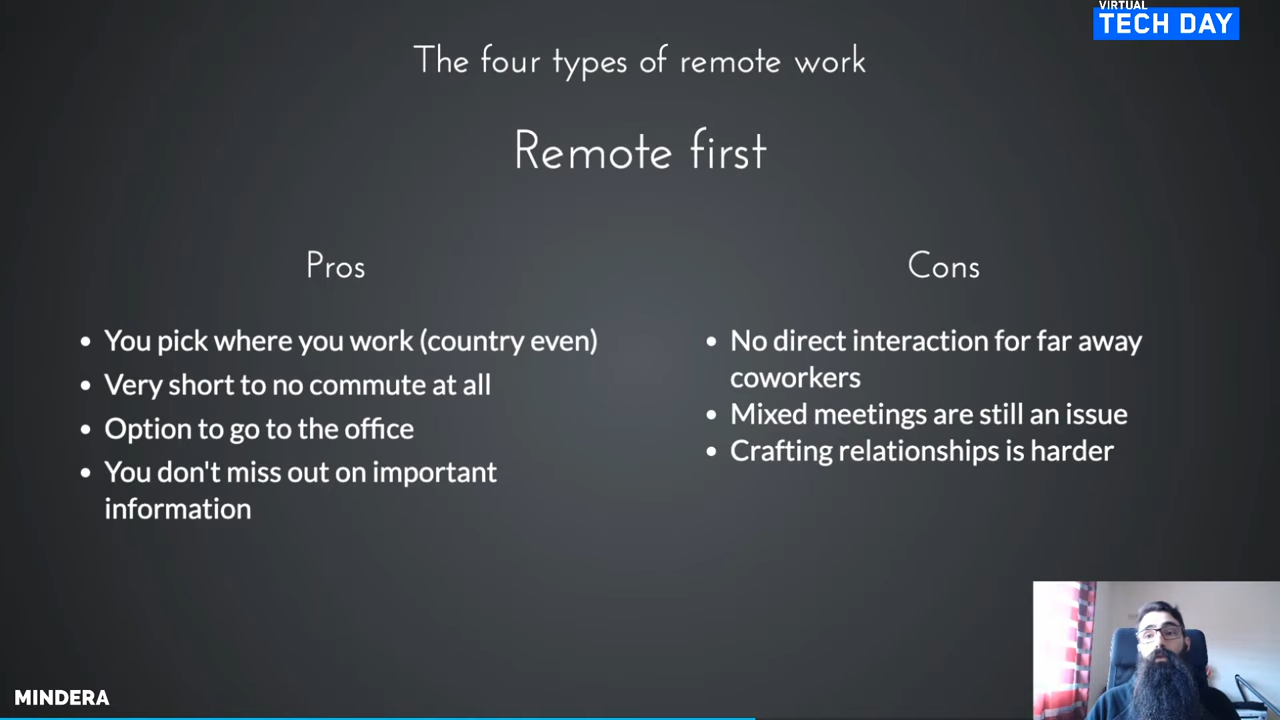 VIRTUAL
TECH DAY
The four types of remote work
Remote first
Pros
• You pick where you work (country even)
• Very short to no commute at all
• Option to go to the office
• You don't miss out on important
information
Cons
• No direct interaction for far away
coworkers
• Mixed meetings are still an issue
• Crafting relationships is harder
MINDERA